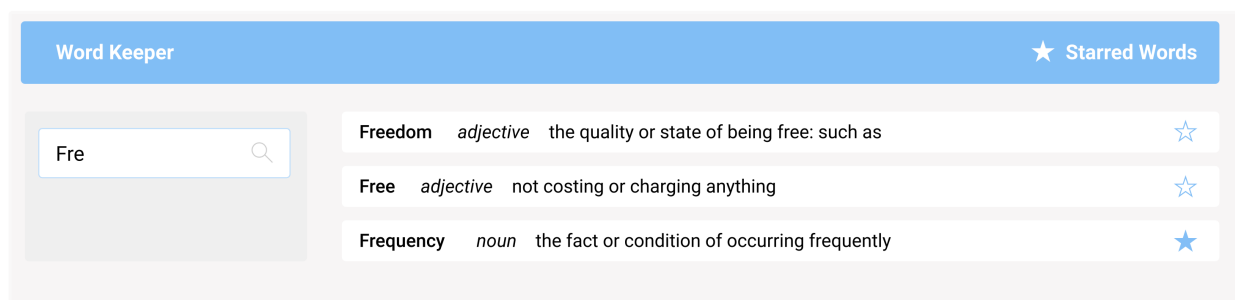 Word Keeper
★ Starred Words
Fre
Freedom adjective the quality or state of being free: such as
Free adjective not costing or charging anything
Frequency noun the fact or condition of occurring frequently